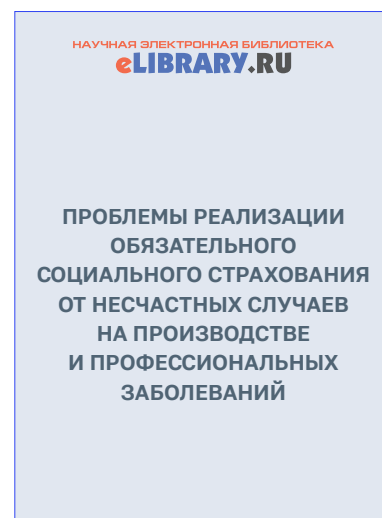 НАУЧНАЯ ЭЛЕКТРОННАЯ БИБЛИОТЕКА
eLIBRARY.RU
ПРОБЛЕМЫ РЕАЛИЗАЦИИ
ОБЯЗАТЕЛЬНОГО
СОЦИАЛЬНОГО СТРАХОВАНИЯ
ОТ НЕСЧАСТНЫХ СЛУЧАЕВ
НА ПРОИЗВОДСТВЕ
И ПРОФЕССИОНАЛЬНЫХ
ЗАБОЛЕВАНИЙ